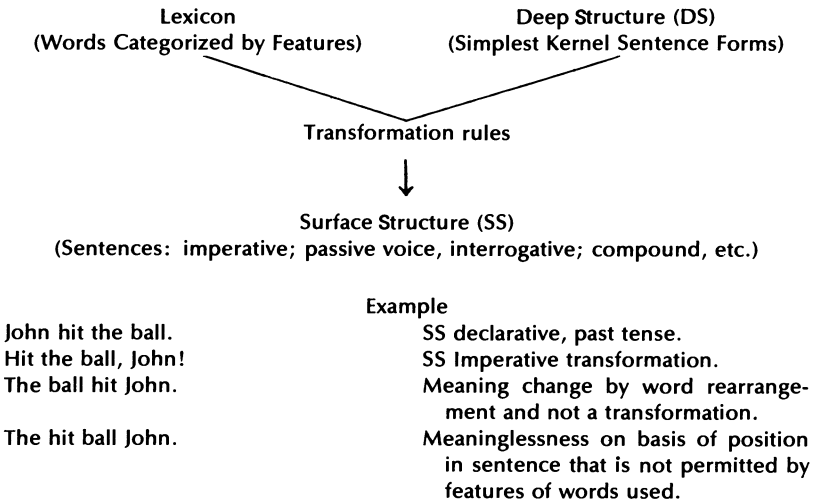 Lexicon
(Words Categorized by Features)
Deep Structure (DS)
(Simplest Kernel Sentence Forms)
Transformation rules
Surface Structure (SS)
(Sentences: imperative; passive voice, interrogative; compound, etc.)
Example
John hit the ball.
SS declarative, past tense.
Hit the ball, John!
SS Imperative transformation.
The ball hit John.
Meaning change by word rearrange-
ment and not a transformation.
The hit ball John.
Meaninglessness on basis of position
in sentence that is not permitted by
features of words used.